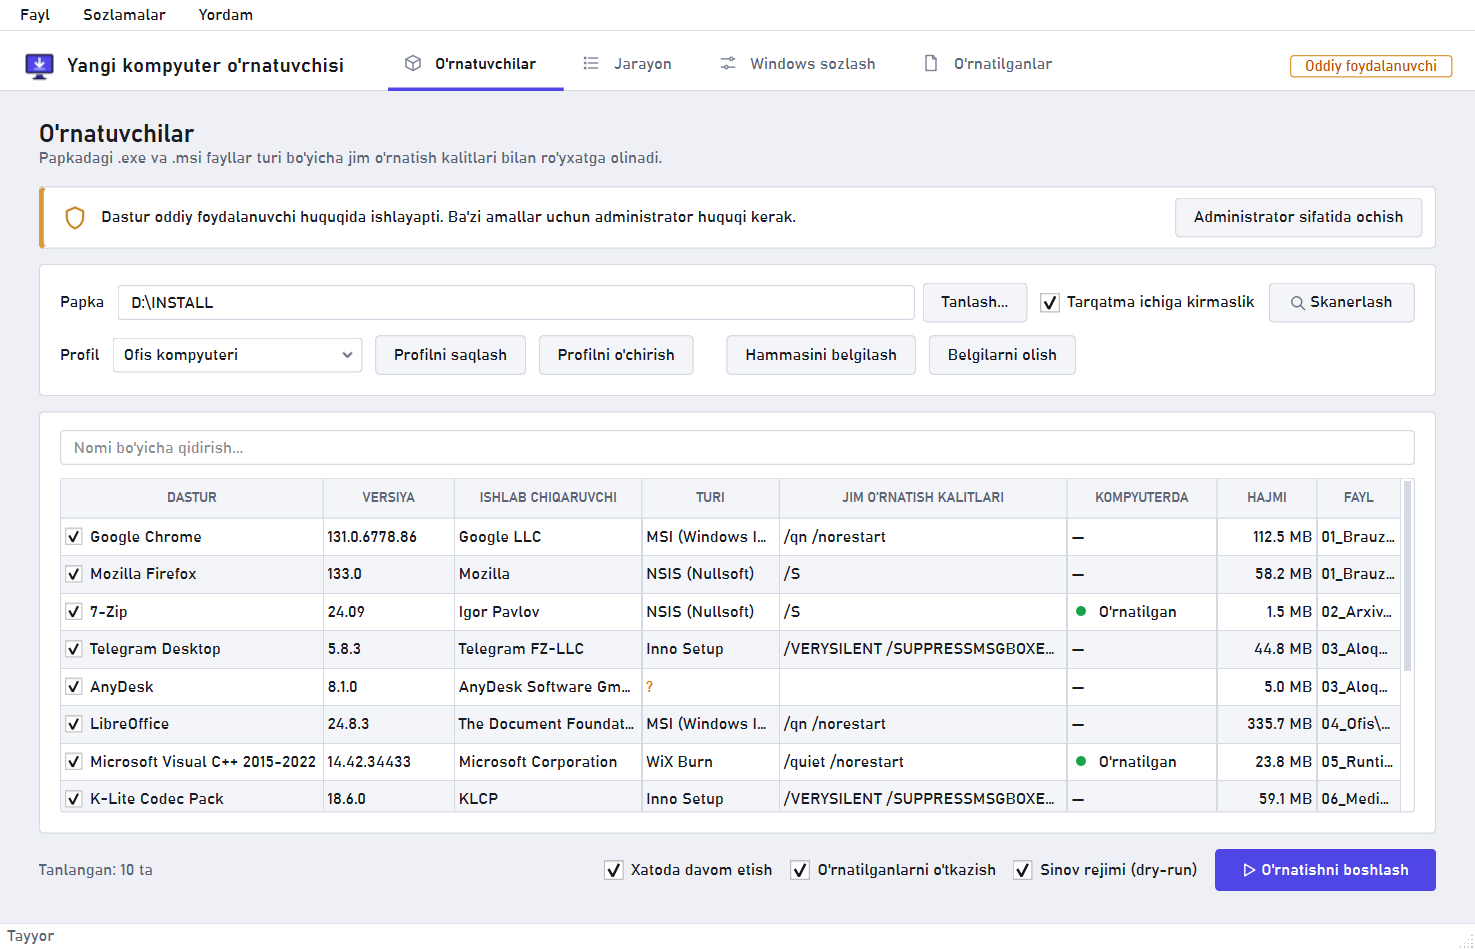 Fayl Sozlamalar Yordam
Yangi kompyuter o'rnatuvchisi O'rnatuvchilar Jarayon Windows sozlash O'rnatilganlar Oddiy foydalanuvchi
O'rnatuvchilar
Papkadagi .exe va .msi fayllar turi bo'yicha jim o'rnatish kalitlari bilan ro'yxatga olinadi.
Dastur oddiy foydalanuvchi huquqida ishlayapti. Ba'zi amallar uchun administrator huquqi kerak. Administrator sifatida ochish
Papka D:\INSTALL Tanlash... Tarqatma ichiga kirmaslik Skanerlash
Profil Ofis kompyuteri Profilni saqlash Profilni o'chirish Hammasini belgilash Belgilarni olish
Nomi bo'yicha qidirish...
DASTUR VERSIYA ISHLAB CHIQARUVCHI TURI JIM O'RNATISH KALITLARI KOMPYUTERDA HAJMI FAYL
Google Chrome 131.0.6778.86 Google LLC MSI (Windows I... /qn /norestart — 112.5 MB 01_Brauz...
Mozilla Firefox 133.0 Mozilla NSIS (Nullsoft) /S — 58.2 MB 01_Brauz...
7-Zip 24.09 Igor Pavlov NSIS (Nullsoft) /S O'rnatilgan 1.5 MB 02_Arxiv...
Telegram Desktop 5.8.3 Telegram FZ-LLC Inno Setup /VERYSILENT /SUPPRESSMSGBOXE... — 44.8 MB 03_Aloq...
AnyDesk 8.1.0 AnyDesk Software Gm... ? — 5.0 MB 03_Aloq...
LibreOffice 24.8.3 The Document Foundat... MSI (Windows I... /qn /norestart — 335.7 MB 04_Ofis\...
Microsoft Visual C++ 2015-2022 14.42.34433 Microsoft Corporation WiX Burn /quiet /norestart O'rnatilgan 23.8 MB 05_Runti...
K-Lite Codec Pack 18.6.0 KLCP Inno Setup /VERYSILENT /SUPPRESSMSGBOXE... — 59.1 MB 06_Medi...
Tanlangan: 10 ta Xatoda davom etish O'rnatilganlarni o'tkazish Sinov rejimi (dry-run) O'rnatishni boshlash
Tayyor